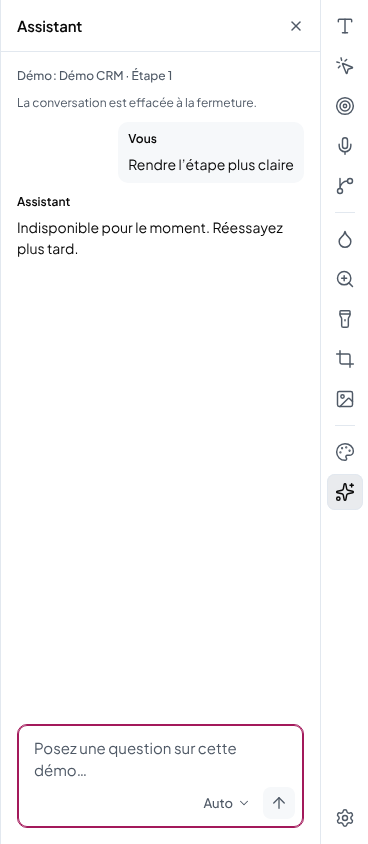 Assistant
Démo : Démo CRM · Étape 1
La conversation est effacée à la fermeture.
Vous
Rendre l’étape plus claire
Assistant
Indisponible pour le moment. Réessayez
plus tard.
Posez une question sur cette
démo…
Auto